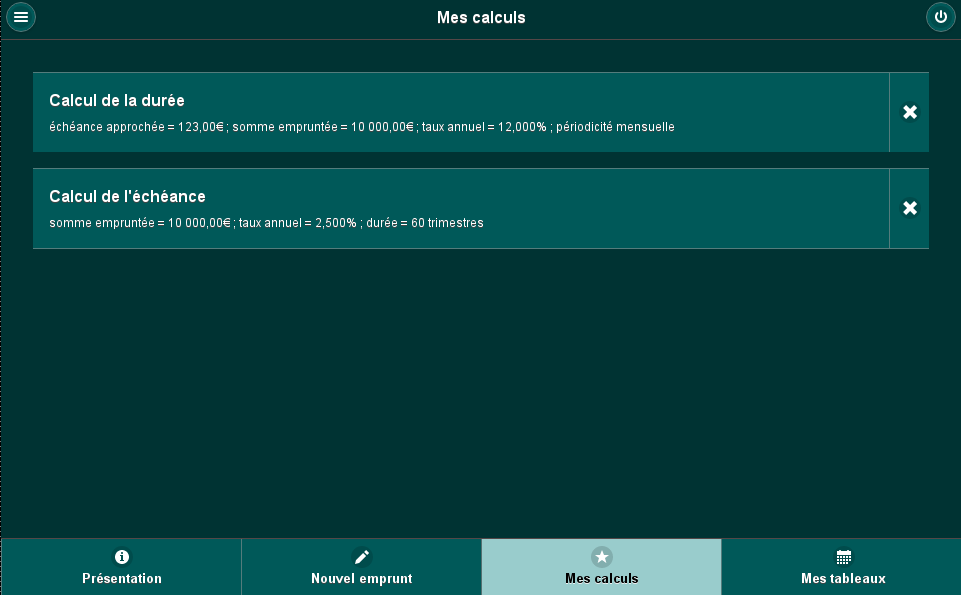 Mes calculs
Calcul de la durée
échéance approchée = 123,00€ ; somme empruntée = 10 000,00€ ; taux annuel = 12,000% ; périodicité mensuelle
Calcul de l'échéance
somme empruntée = 10 000,00€ ; taux annuel = 2,500% ; durée = 60 trimestres
Présentation
Nouvel emprunt
Mes calculs
Mes tableaux